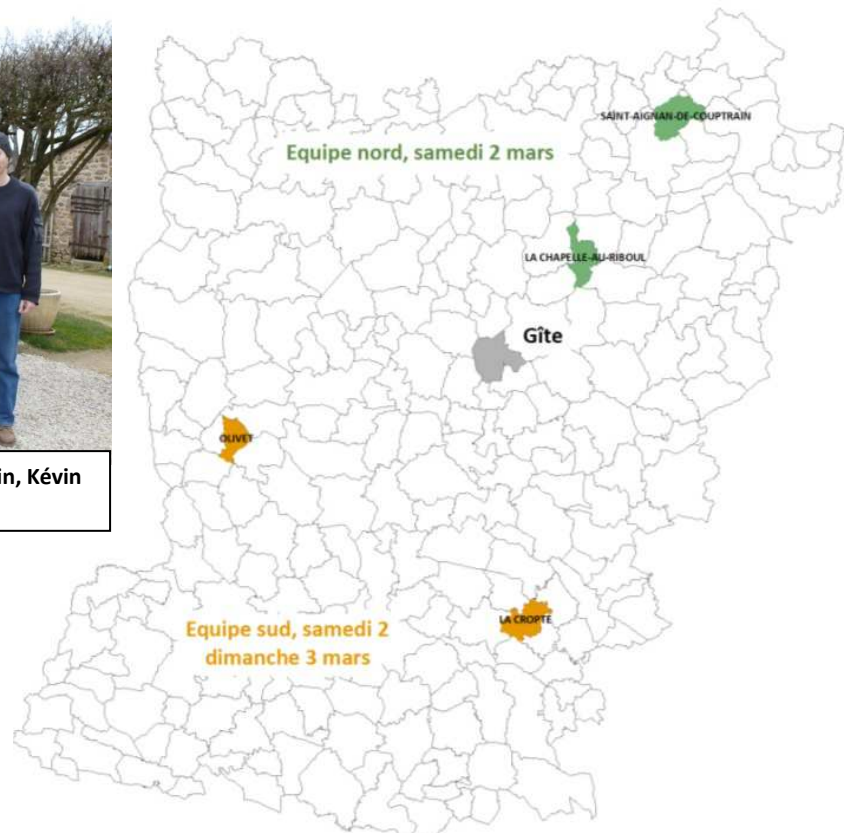 SAINT-AIGNAN-DE-COUPTRAIN
Equipe nord, samedi 2 mars
LA CHAPELLE-AU-RIBOUL
Gîte
OLIVET
in, Kévin
LA CROPTE
Equipe sud, samedi 2
dimanche 3 mars